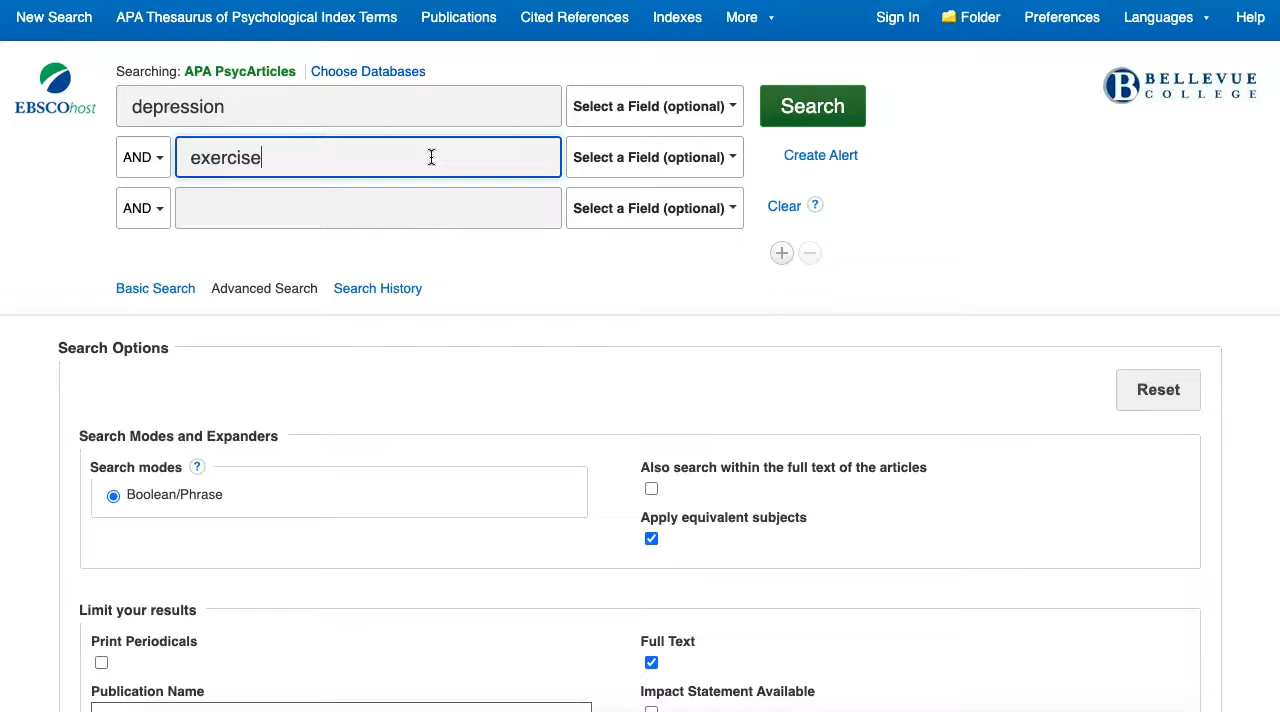 New Search APA Thesaurus of Psychological Index Terms Publications Cited References Indexes More Sign In Folder Preferences Languages Help
Searching: APA PsycArticles Choose Databases
EBSCOhost
BELLEVUE
COLLEGE
depression Select a Field (optional) Search
AND exercise Select a Field (optional) Create Alert
AND Select a Field (optional) Clear ?
Basic Search Advanced Search Search History
Search Options
Reset
Search Modes and Expanders
Search modes ? Also search within the full text of the articles
Boolean/Phrase
Apply equivalent subjects
Limit your results
Print Periodicals Full Text
Publication Name Impact Statement Available